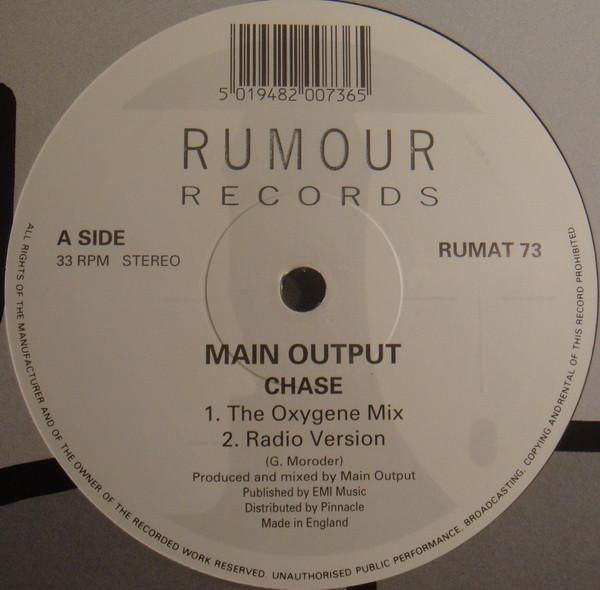 5 019482 007365
RUMOUR
RECORDS
A SIDE
33 RPM STEREO
RUMAT 73
MAIN OUTPUT
CHASE
1. The Oxygene Mix
2. Radio Version
(G. Moroder)
Produced and mixed by Main Output
Published by EMI Music
Distributed by Pinnacle
Made in England
ALL RIGHTS OF THE MANUFACTURER AND OF THE OWNER OF THE RECORDED WORK RESERVED. UNAUTHORISED PUBLIC PERFORMANCE. BROADCASTING. COPYING ANDRENTAL OF THIS RECORD PROHIBITED.